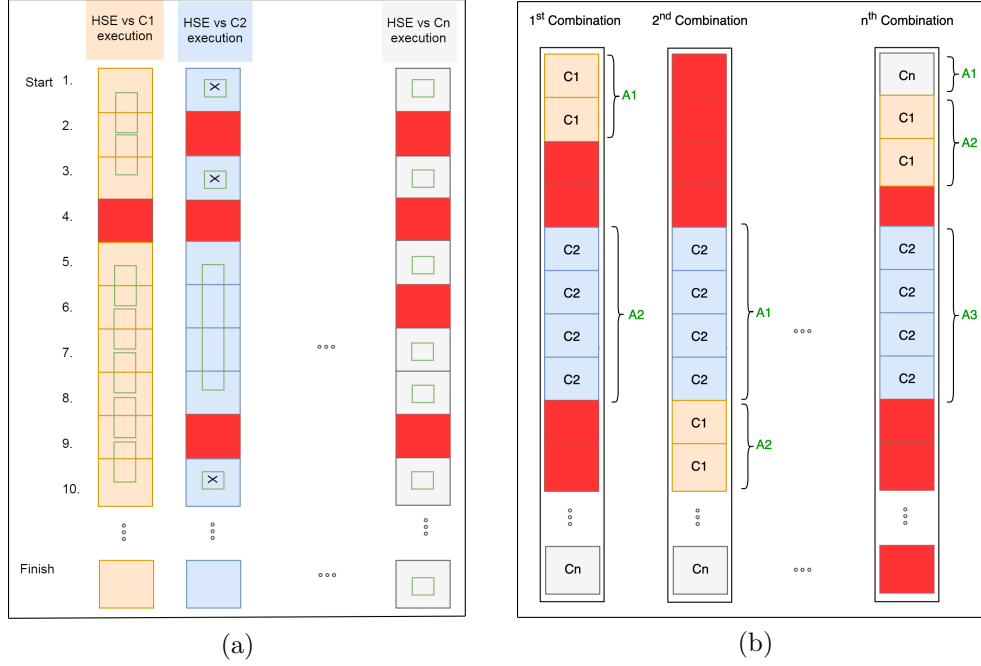 HSE vs C1
execution
HSE vs C2
execution
HSE vs Cn
execution
Start
1.
X
2.
3.
X
4.
5.
6.
7.
8.
9.
10.
X
Finish
(a)
1st Combination
2nd Combination
nth Combination
C1
C1
A1
C2
C2
C2
C2
A2
Cn
C2
C2
C2
C2
A1
C1
C1
A2
Cn
Cn
A1
C1
C1
A2
C2
C2
C2
C2
A3
(b)